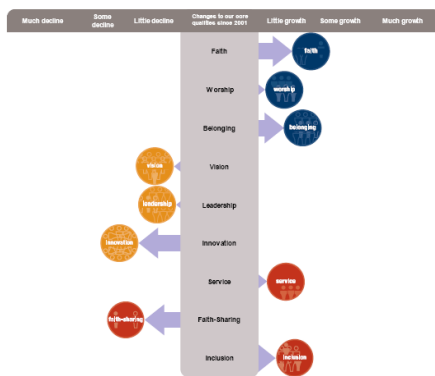 Much decline
Some
decline
Little decline
Changes to our core
qualities since 2001
Little growth
Some growth
Much growth
Faith
faith
Worship
worship
Belonging
belonging
vision
Vision
leadership
Leadership
innovation
Innovation
Service
service
faith-sharing
Faith-Sharing
Inclusion
inclusion